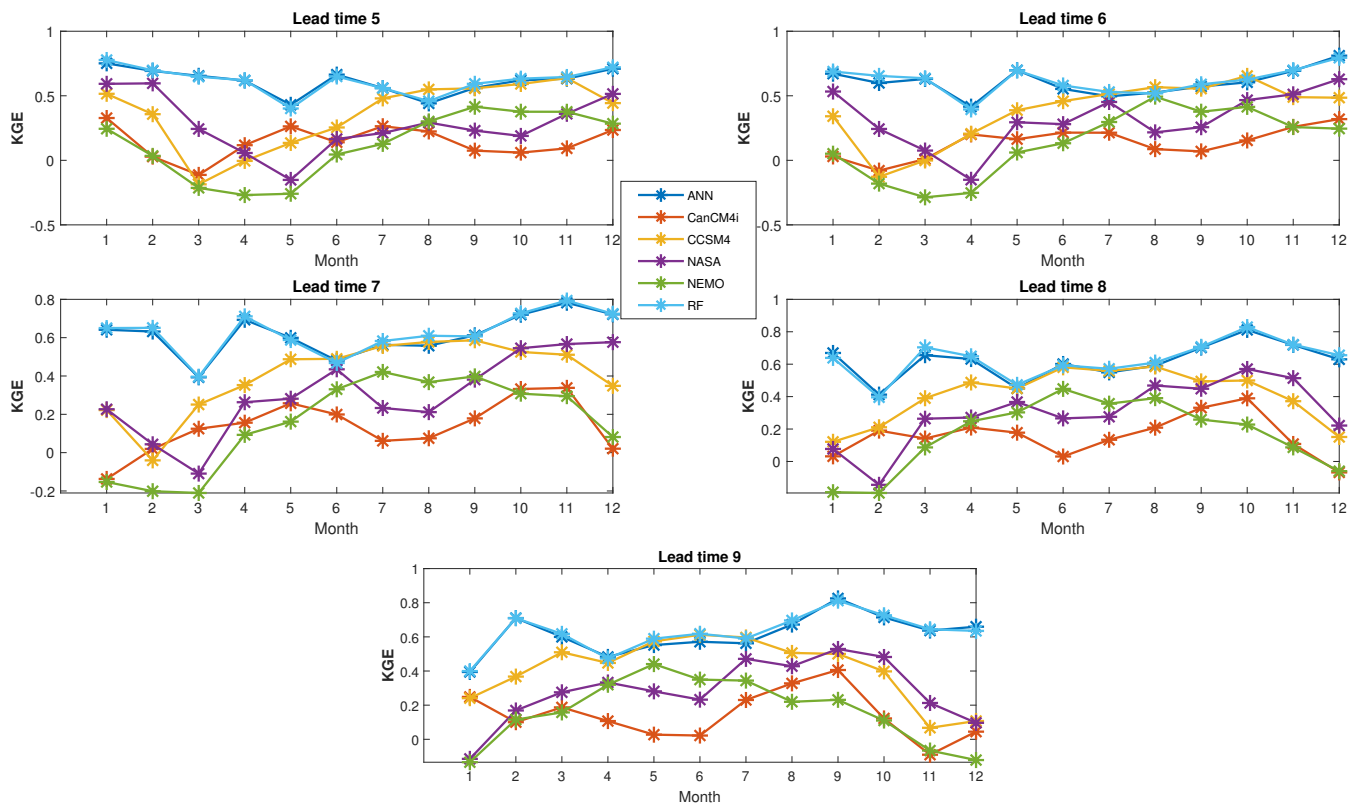 Lead time 5
1
0.5
0
-0.5
KGE
1 2 3 4 5 6 7 8 9 10 11 12
Month
Lead time 6
1
0.5
0
-0.5
KGE
1 2 3 4 5 6 7 8 9 10 11 12
Month
ANN
CanCM4i
CCSM4
NASA
NEMO
RF
Lead time 7
0.8
0.6
0.4
0.2
0
-0.2
KGE
1 2 3 4 5 6 7 8 9 10 11 12
Month
Lead time 8
1
0.8
0.6
0.4
0.2
0
KGE
1 2 3 4 5 6 7 8 9 10 11 12
Month
Lead time 9
1
0.8
0.6
0.4
0.2
0
KGE
1 2 3 4 5 6 7 8 9 10 11 12
Month